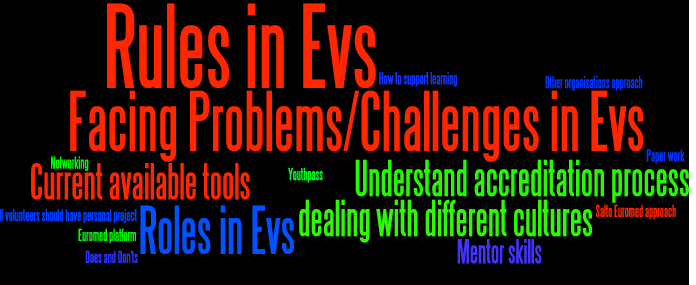 Rules in Evs
How to support learning
Other organisations approach
Facing Problems/Challenges in Evs
Paper work
Networking
Current available tools
Youthpass
Understand accreditation process
If volunteers should have personal project
Roles in Evs
dealing with different cultures
Salto Euromed approach
Euromed platform
Does and Don'ts
Mentor skills